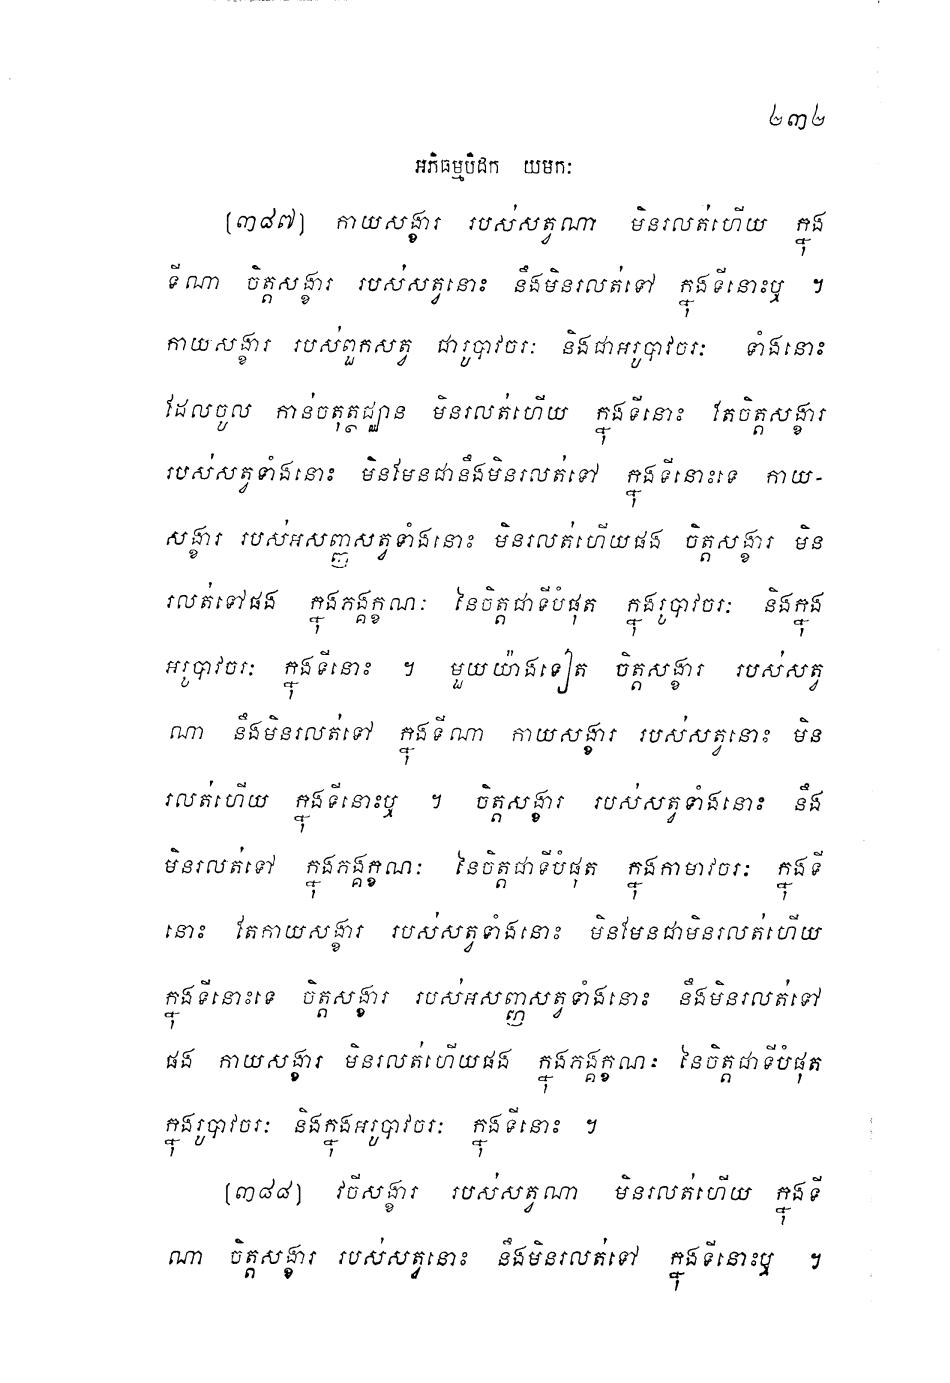 ២៣២
អភិធម្មបិដក យមកៈ
[៣៨៧] កាយសង្ខារ របស់សត្វណា មិនរលត់ហើយ ក្នុង
ទីណា ចិត្តសង្ខារ របស់សត្វនោះ នឹងមិនរលត់ទៅ ក្នុងទីនោះឬ ។
កាយសង្ខារ របស់ពួកសត្វ ជារូបាវចរៈ និងជាអរូបាវចរៈ ទាំងនោះ
ដែលចូល កាន់ចតុត្ថជ្ឈាន មិនរលត់ហើយ ក្នុងទីនោះ តែចិត្តសង្ខារ
របស់សត្វទាំងនោះ មិនមែនជានឹងមិនរលត់ទៅ ក្នុងទីនោះទេ កាយ-
សង្ខារ របស់អសញ្ញសត្វទាំងនោះ មិនរលត់ហើយផង ចិត្តសង្ខារ មិន
រលត់ទៅផង ក្នុងភង្គក្ខណៈ នៃចិត្តជាទីបំផុត ក្នុងរូបាវចរៈ និងក្នុង
អរូបាវចរៈ ក្នុងទីនោះ ។ មួយយ៉ាងទៀត ចិត្តសង្ខារ របស់សត្វ
ណា នឹងមិនរលត់ទៅ ក្នុងទីណា កាយសង្ខារ របស់សត្វនោះ មិន
រលត់ហើយ ក្នុងទីនោះឬ ។ ចិត្តសង្ខារ របស់សត្វទាំងនោះ នឹង
មិនរលត់ទៅ ក្នុងភង្គក្ខណៈ នៃចិត្តជាទីបំផុត ក្នុងកាមាវចរៈ ក្នុងទី
នោះ តែកាយសង្ខារ របស់សត្វទាំងនោះ មិនមែនជាមិនរលត់ហើយ
ក្នុងទីនោះទេ ចិត្តសង្ខារ របស់អសញ្ញសត្វទាំងនោះ នឹងមិនរលត់ទៅ
ផង កាយសង្ខារ មិនរលត់ហើយផង ក្នុងភង្គក្ខណៈ នៃចិត្តជាទីបំផុត
ក្នុងរូបាវចរៈ និងក្នុងអរូបាវចរៈ ក្នុងទីនោះ ។
[៣៨៨] វចីសង្ខារ របស់សត្វណា មិនរលត់ហើយ ក្នុងទី
ណា ចិត្តសង្ខារ របស់សត្វនោះ នឹងមិនរលត់ទៅ ក្នុងទីនោះឬ ។